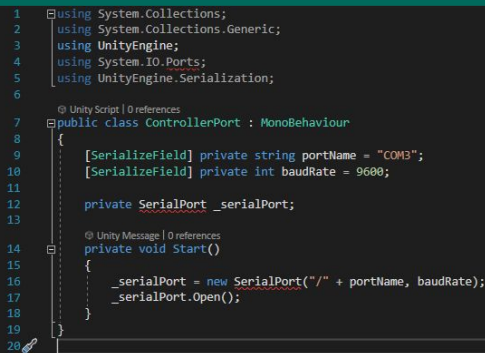 1 using System.Collections;
2 using System.Collections.Generic;
3 using UnityEngine;
4 using System.IO.Ports;
5 using UnityEngine.Serialization;
6
Unity Script | 0 references
7 public class ControllerPort : MonoBehaviour
8 {
9 [SerializeField] private string portName = "COM3";
10 [SerializeField] private int baudRate = 9600;
11
12 private SerialPort _serialPort;
13
Unity Message | 0 references
14 private void Start()
15 {
16 _serialPort = new SerialPort("/" + portName, baudRate);
17 _serialPort.Open();
18 }
19 }
20